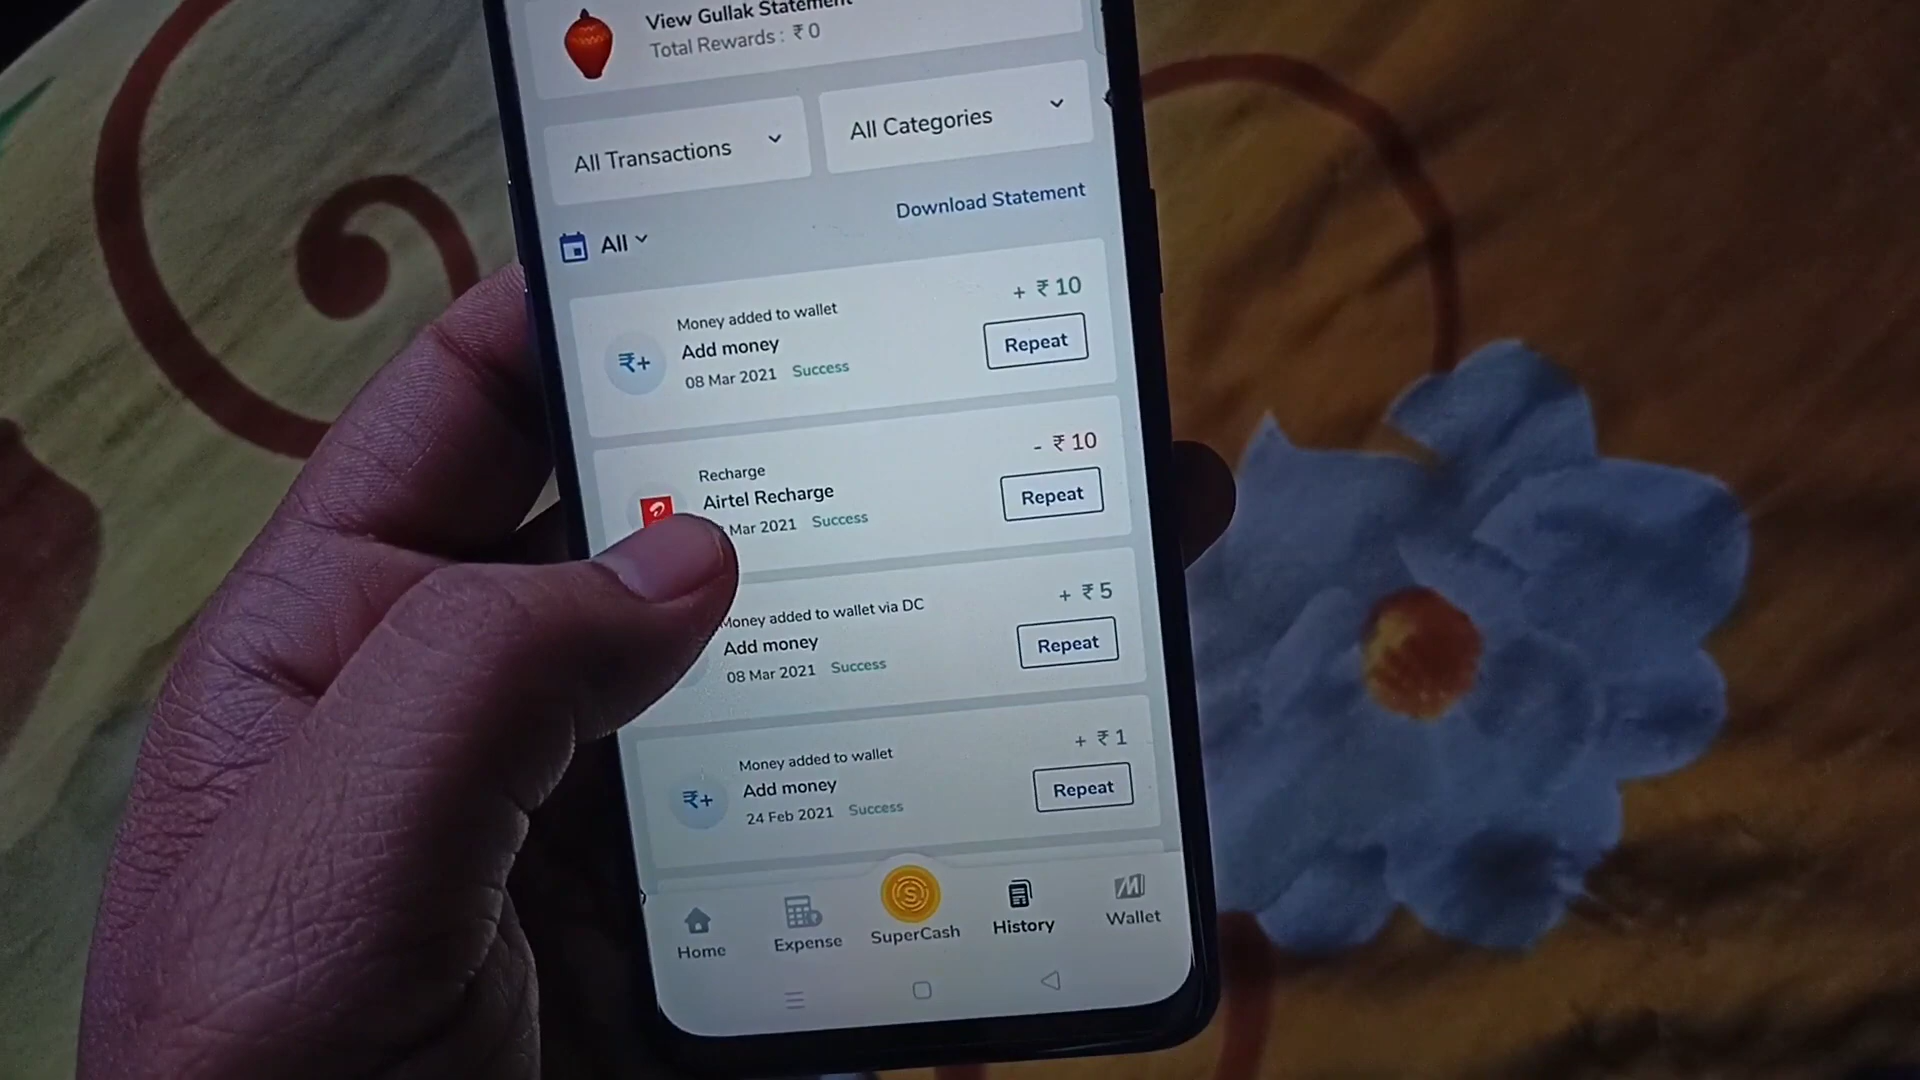 View Gullak Statement
Total Rewards : ₹ 0
All Transactions
All Categories
Download Statement
All
Money added to wallet
+ ₹ 10
Add money
08 Mar 2021 Success
Repeat
Recharge
- ₹ 10
Airtel Recharge
Mar 2021 Success
Repeat
Money added to wallet via DC
+ ₹ 5
Add money
08 Mar 2021 Success
Repeat
Money added to wallet
+ ₹ 1
Add money
24 Feb 2021 Success
Repeat
Home
Expense
SuperCash
History
Wallet